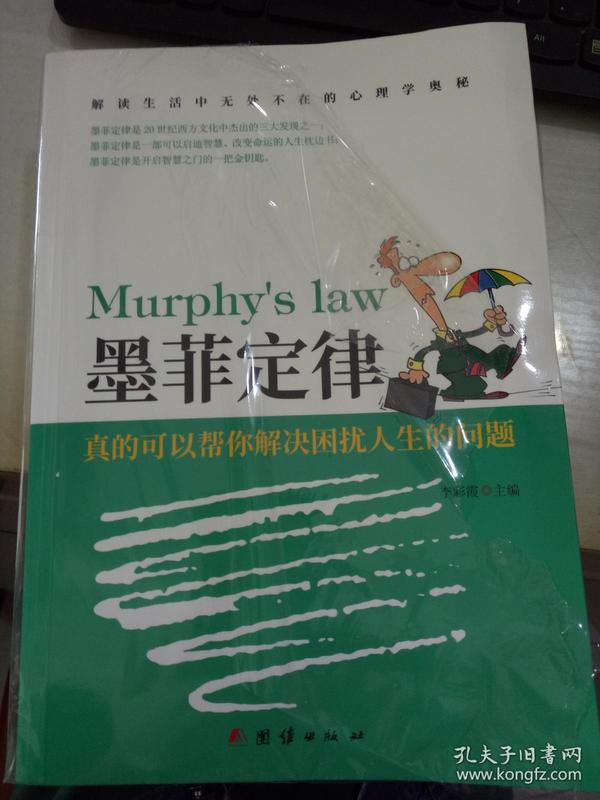 All
解读生活中无处不在的心理学奥秘
墨菲定律是20世纪西方文化中杰出的三大发现之一；
墨菲定律是一部可以启迪智慧、改变命运的人生枕边书；
墨菲定律是开启智慧之门的一把金钥匙。
Murphy's law
墨菲定律
真的可以帮你解决困扰人生的问题
李彩霞 主编
团结出版社
孔夫子旧书网
www.kongfz.com